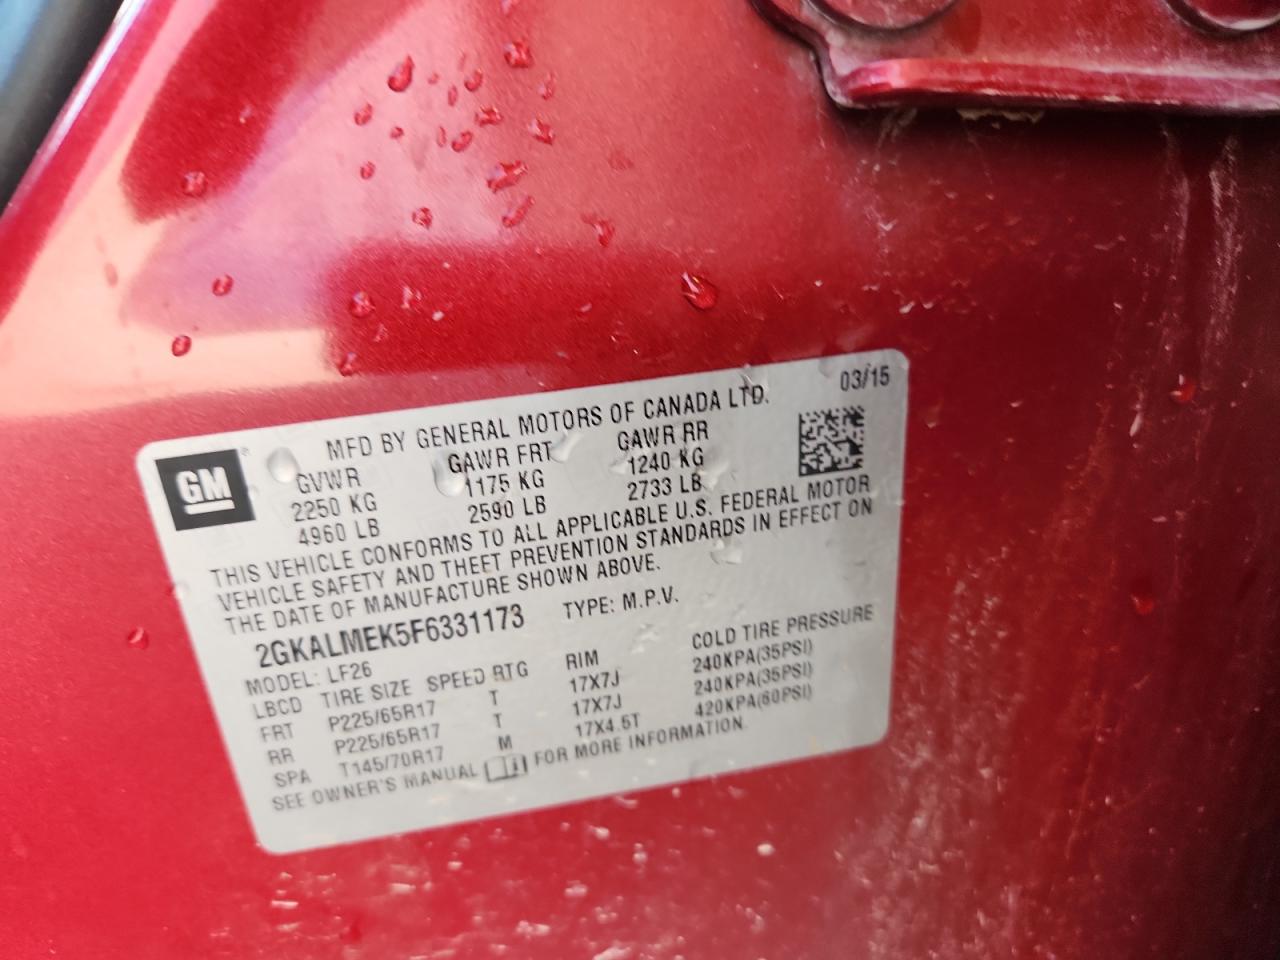 MFD BY GENERAL MOTORS OF CANADA LTD. 03/15
GM
GVWR GAWR FRT GAWR RR
2250 KG 1175 KG 1240 KG
4960 LB 2590 LB 2733 LB
THIS VEHICLE CONFORMS TO ALL APPLICABLE U.S. FEDERAL MOTOR
VEHICLE SAFETY AND THEFT PREVENTION STANDARDS IN EFFECT ON
THE DATE OF MANUFACTURE SHOWN ABOVE.
2GKALMEK5F6331173 TYPE: M.P.V.
MODEL: LF26
LBCD TIRE SIZE SPEED RTG RIM COLD TIRE PRESSURE
FRT P225/65R17 T 17X7J 240KPA(35PSI)
RR P225/65R17 T 17X7J 240KPA(35PSI)
SPA T145/70R17 M 17X4.5T 420KPA(60PSI)
SEE OWNER'S MANUAL FOR MORE INFORMATION.